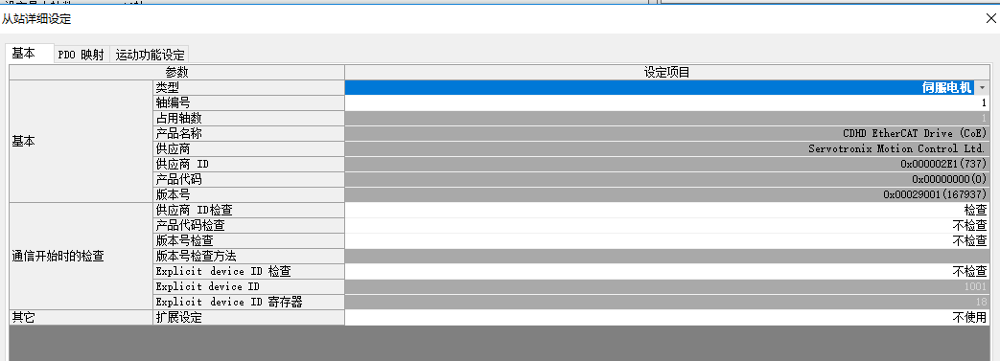 从站详细设定
基本 PDO 映射 运动功能设定
参数 设定项目
基本 类型 伺服电机
轴编号 1
占用轴数 1
产品名称 CDHD EtherCAT Drive (CoE)
供应商 Servotronix Motion Control Ltd.
供应商 ID 0x000002E1(737)
产品代码 0x00000000(0)
版本号 0x00029001(167937)
通信开始时的检查 供应商 ID检查 检查
产品代码检查 不检查
版本号检查 不检查
版本号检查方法
Explicit device ID 检查 不检查
Explicit device ID 1001
Explicit device ID 寄存器 18
其它 扩展设定 不使用